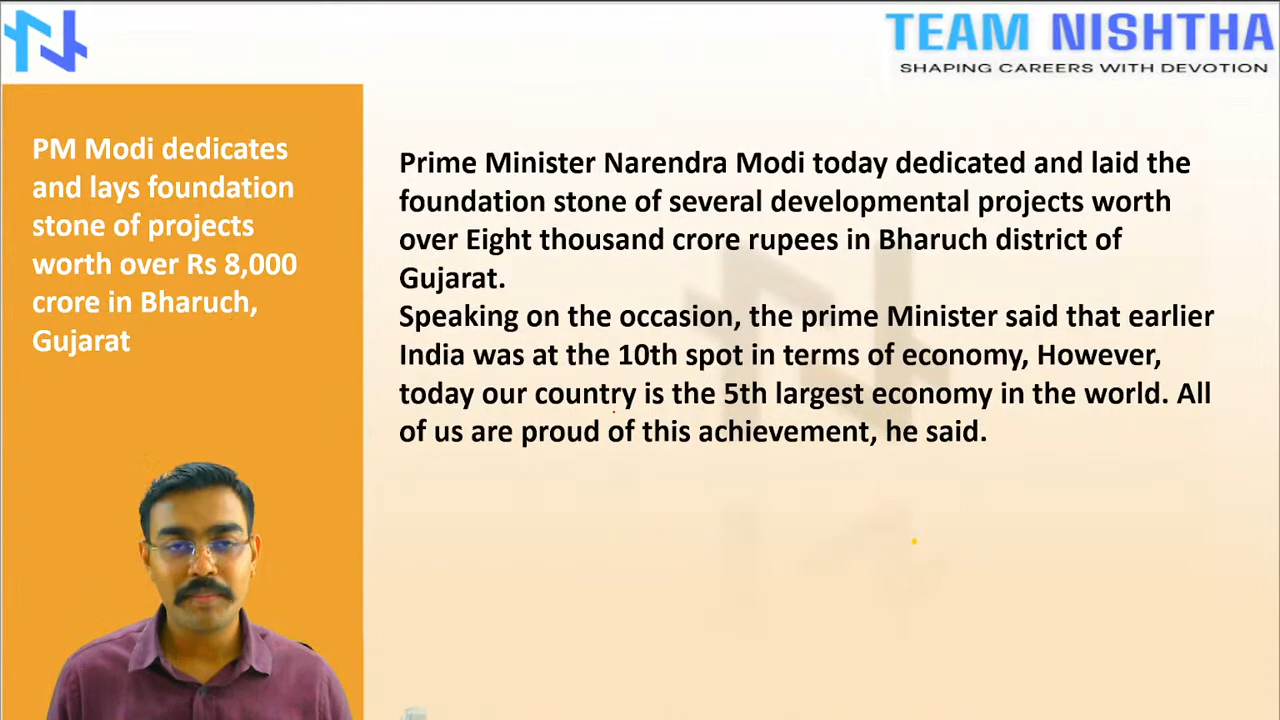 TEAM NISHTHA
SHAPING CAREERS WITH DEVOTION
PM Modi dedicates
and lays foundation
stone of projects
worth over Rs 8,000
crore in Bharuch,
Gujarat
Prime Minister Narendra Modi today dedicated and laid the
foundation stone of several developmental projects worth
over Eight thousand crore rupees in Bharuch district of
Gujarat.
Speaking on the occasion, the prime Minister said that earlier
India was at the 10th spot in terms of economy, However,
today our country is the 5th largest economy in the world. All
of us are proud of this achievement, he said.